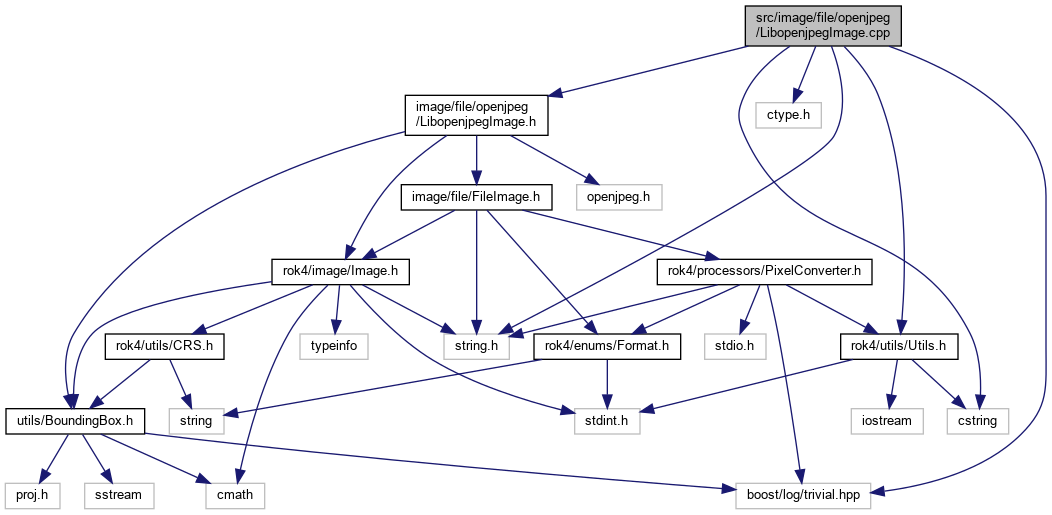 src/image/file/openjpeg
/LibopenjpegImage.cpp
image/file/openjpeg
/LibopenjpegImage.h
ctype.h
image/file/FileImage.h
openjpeg.h
rok4/image/Image.h
rok4/processors/PixelConverter.h
rok4/utils/CRS.h
typeinfo
string.h
rok4/enums/Format.h
stdio.h
rok4/utils/Utils.h
utils/BoundingBox.h
string
stdint.h
iostream
cstring
proj.h
sstream
cmath
boost/log/trivial.hpp